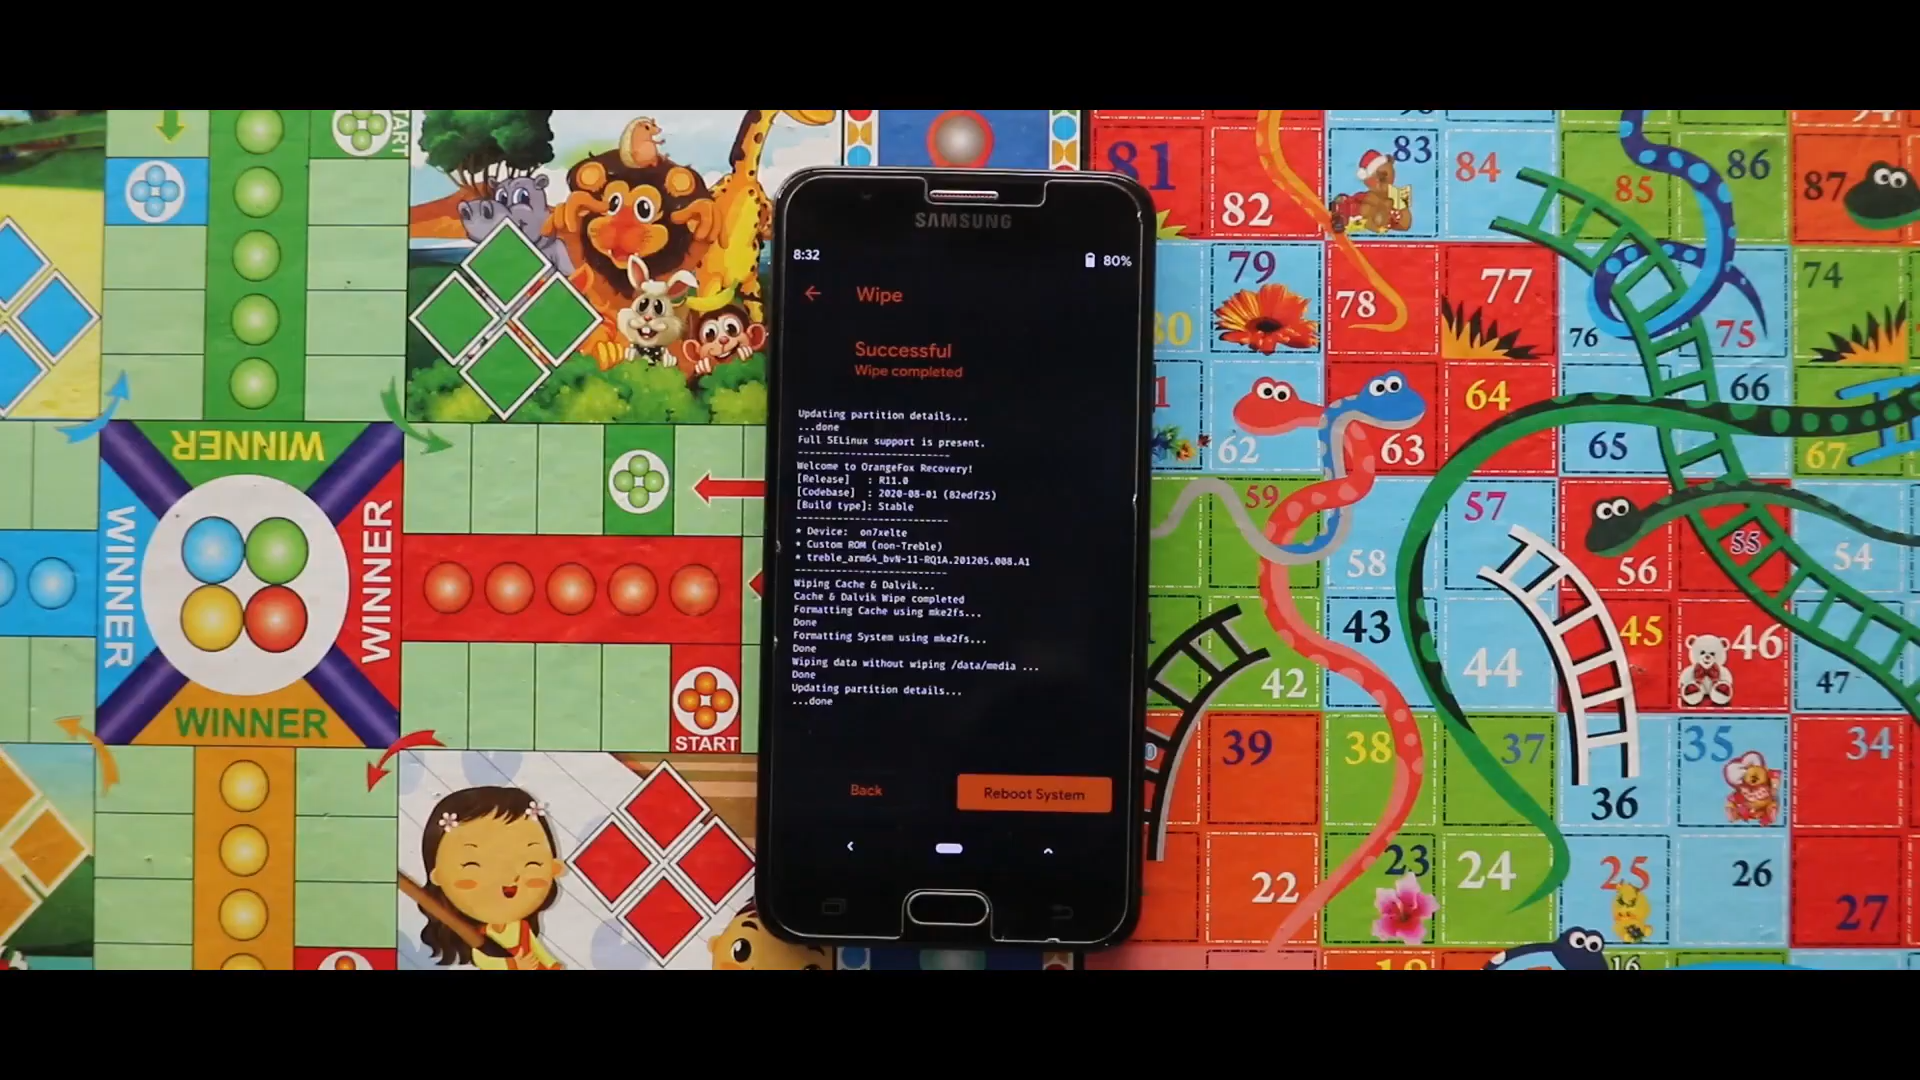 START
WINNER
WINNER
WINNER
WINNER
START
SAMSUNG
8:32
80%
Wipe
Successful
Wipe completed
Updating partition details...
...done
Full SELinux support is present.
Welcome to OrangeFox Recovery!
[Release] : R11.0
[Codebase] : 2020-08-01 (82edf25)
[Build type]: Stable
* Device: on7xelte
* Custom ROM (non-Treble)
* treble_arm64_bvN-11-RQ1A.201205.008.A1
Wiping Cache & Dalvik...
Cache & Dalvik Wipe completed
Formatting Cache using mke2fs...
Done
Formatting System using mke2fs...
Done
Wiping data without wiping /data/media ...
Done
Updating partition details...
...done
Back
Reboot System
81 82 83 84 85 86 87
79 78 77 76 75 74
62 63 64 65 66 67
59 58 57 56 55 54
42 43 44 45 46 47
39 38 37 36 35 34
22 23 24 25 26 27
16